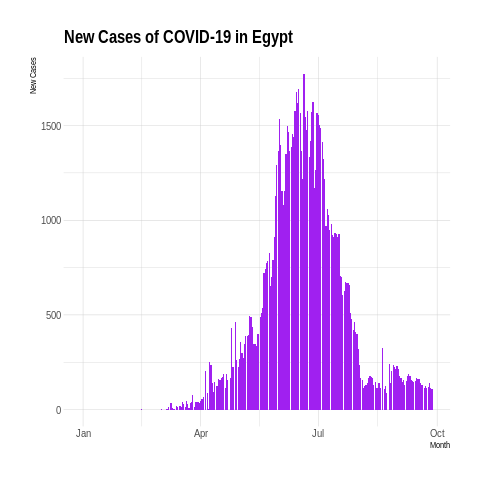 New Cases of COVID-19 in Egypt
New Cases
1500
1000
500
0
Jan Apr Jul Oct
Month